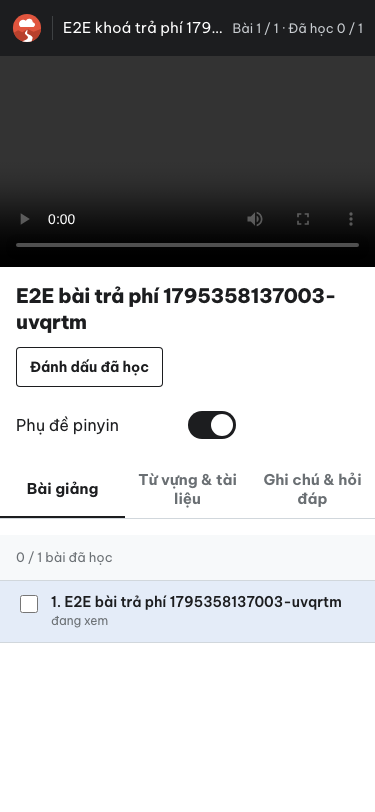 E2E khoá trả phí 179... Bài 1 / 1 · Đã học 0 / 1
0:00
E2E bài trả phí 1795358137003-
uvqrtm
Đánh dấu đã học
Phụ đề pinyin
Bài giảng
Từ vựng & tài
liệu
Ghi chú & hỏi
đáp
0 / 1 bài đã học
1. E2E bài trả phí 1795358137003-uvqrtm
đang xem